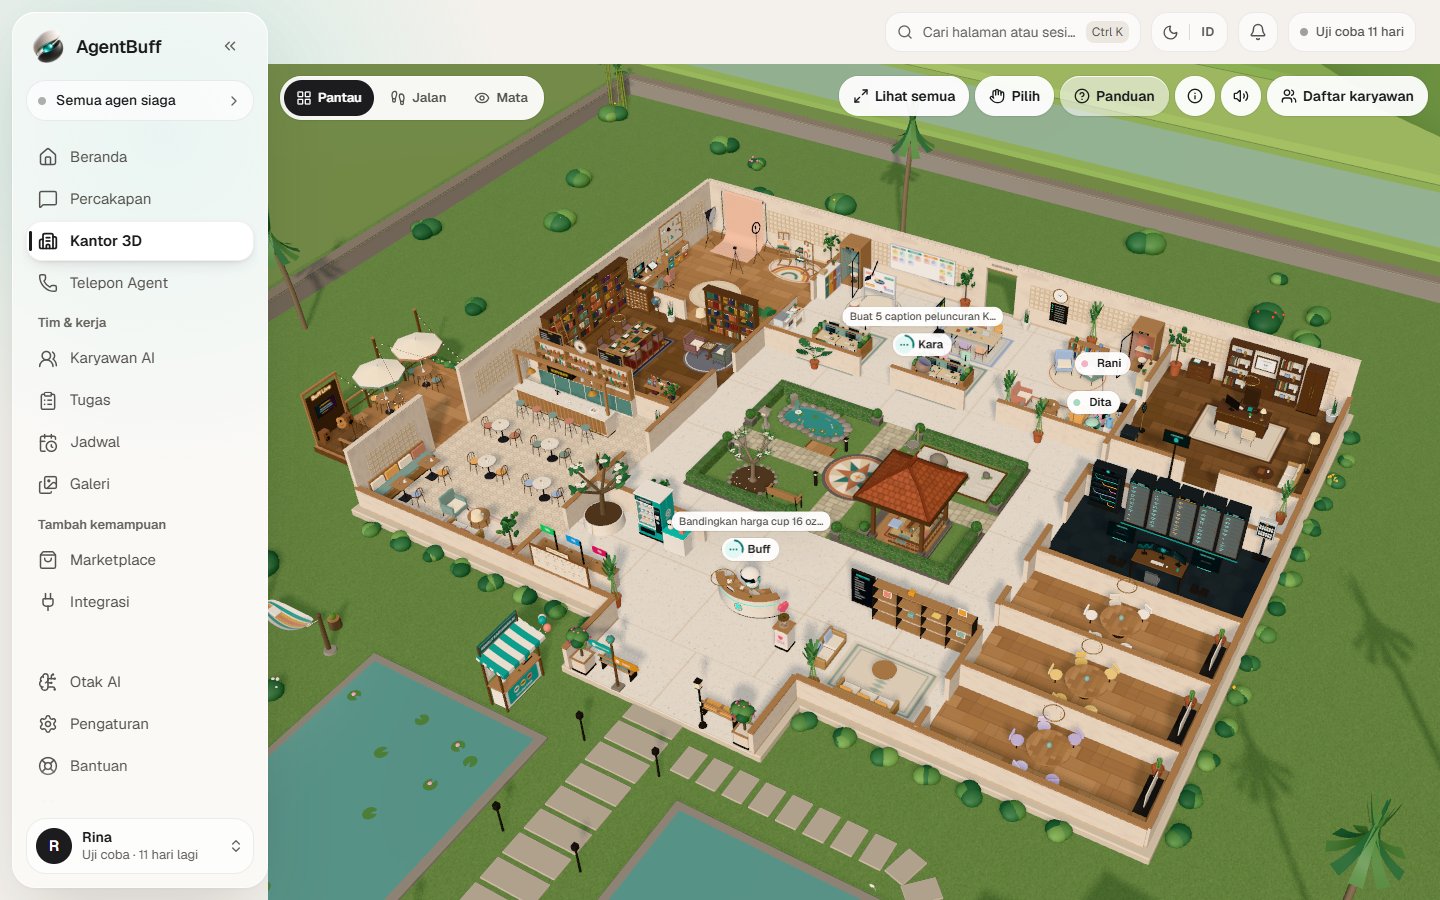 AgentBuff
Semua agen siaga
Beranda
Percakapan
Kantor 3D
Telepon Agent
Tim & kerja
Karyawan AI
Tugas
Jadwal
Galeri
Tambah kemampuan
Marketplace
Integrasi
Otak AI
Pengaturan
Bantuan
R
Rina
Uji coba · 11 hari lagi
Cari halaman atau sesi...
Ctrl K
ID
Uji coba 11 hari
Pantau
Jalan
Mata
Lihat semua
Pilih
Panduan
Daftar karyawan
Buat 5 caption peluncuran K...
Kara
Rani
Dita
Bandingkan harga cup 16 oz...
Buff